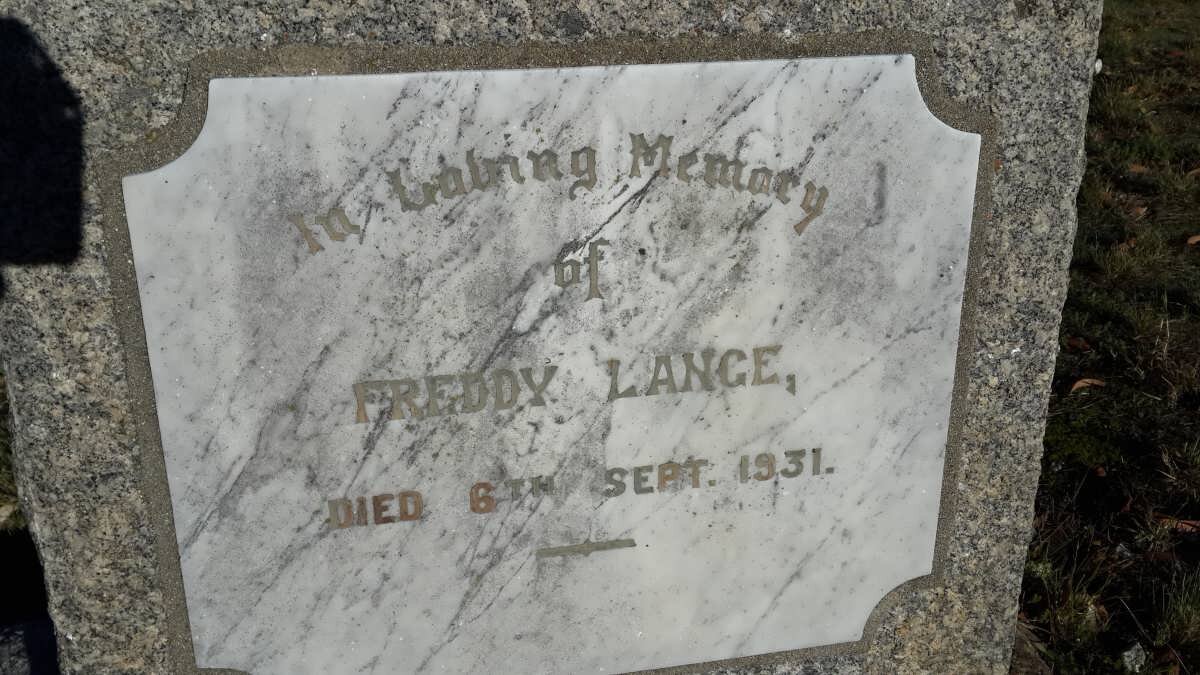 In Loving Memory
of
FREDDY LANGE,
DIED 6TH SEPT. 1931.